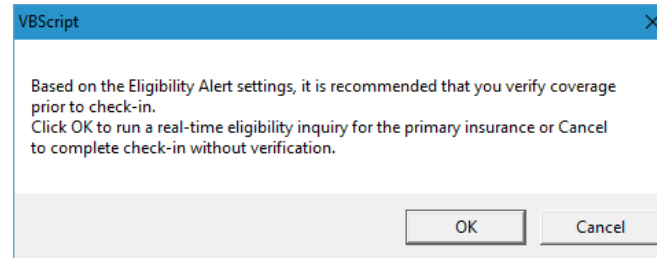 VBScript
Based on the Eligibility Alert settings, it is recommended that you verify coverage
prior to check-in.
Click OK to run a real-time eligibility inquiry for the primary insurance or Cancel
to complete check-in without verification.
OK Cancel